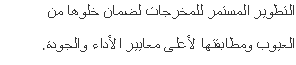 التطوير المستمر للمخرجات لضمان خلوها من
العيوب ومطابقتها لأعلى معايير الأداء والجودة.